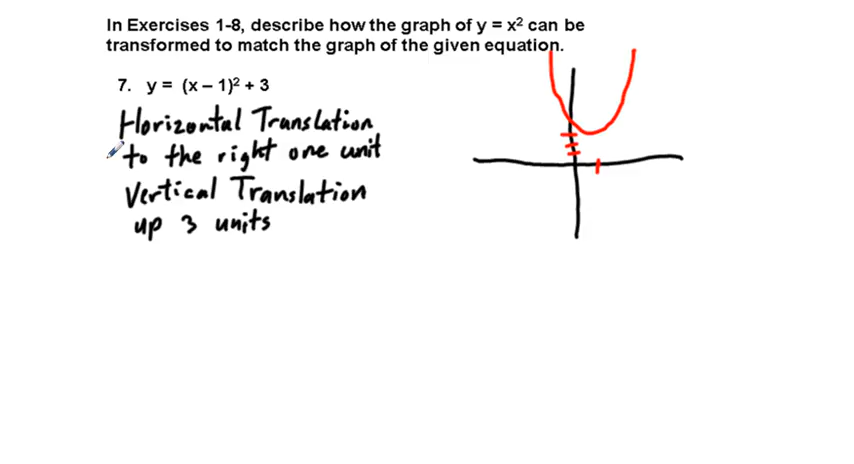 In Exercises 1-8, describe how the graph of y = x² can be
transformed to match the graph of the given equation.
7. y = (x – 1)² + 3
Horizontal Translation
to the right one unit
Vertical Translation
up 3 units